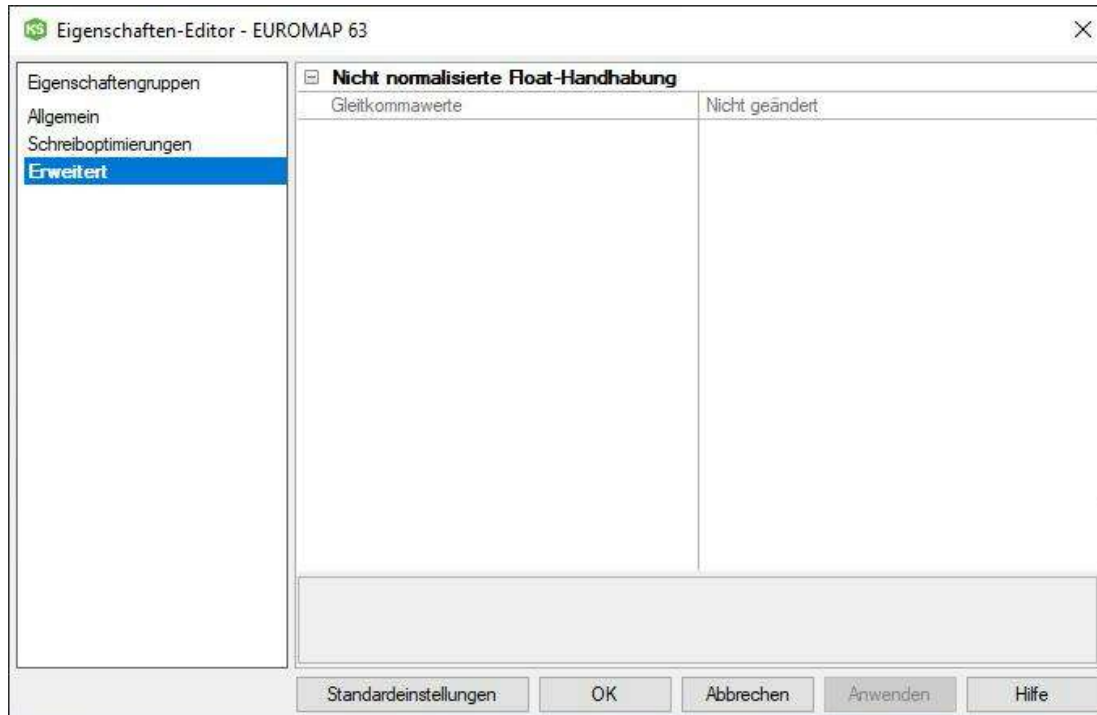 KS Eigenschaften-Editor - EUROMAP 63
Eigenschaftengruppen
Allgemein
Schreiboptimierungen
Erweitert
Nicht normalisierte Float-Handhabung
Gleitkommawerte Nicht geändert
Standardeinstellungen OK Abbrechen Anwenden Hilfe